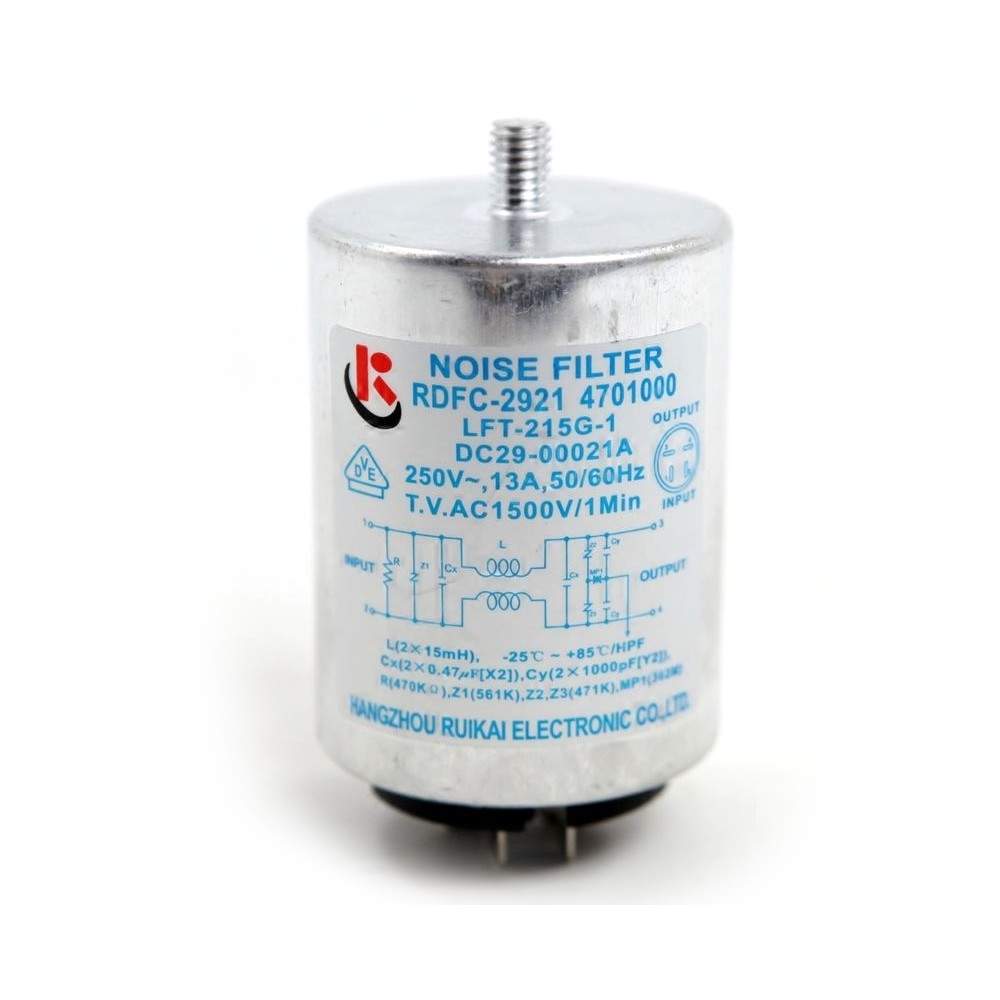 NOISE FILTER
RDFC-2921 4701000
LFT-215G-1
DC29-00021A
250V~,13A,50/60Hz
T.V.AC1500V/1Min
OUTPUT
INPUT
DVE
1
3
L
INPUT
R
Z1
Cx
Cx
Z2
Cy
MP1
OUTPUT
2
4
L(2×15mH), -25℃~+85℃/HPF
Cx(2×0.47μF[X2]),Cy(2×1000pF[Y2]),
R(470KΩ),Z1(561K),Z2,Z3(471K),MP1
HANGZHOU RUIKAI ELECTRONIC CO.,LTD.